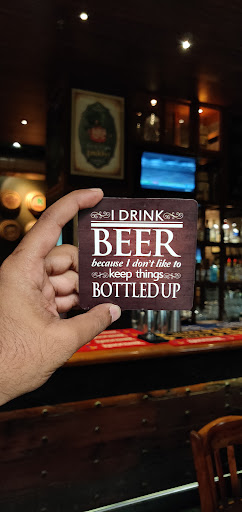 I DRINK
BEER
because I don't like to
keep things
BOTTLED UP